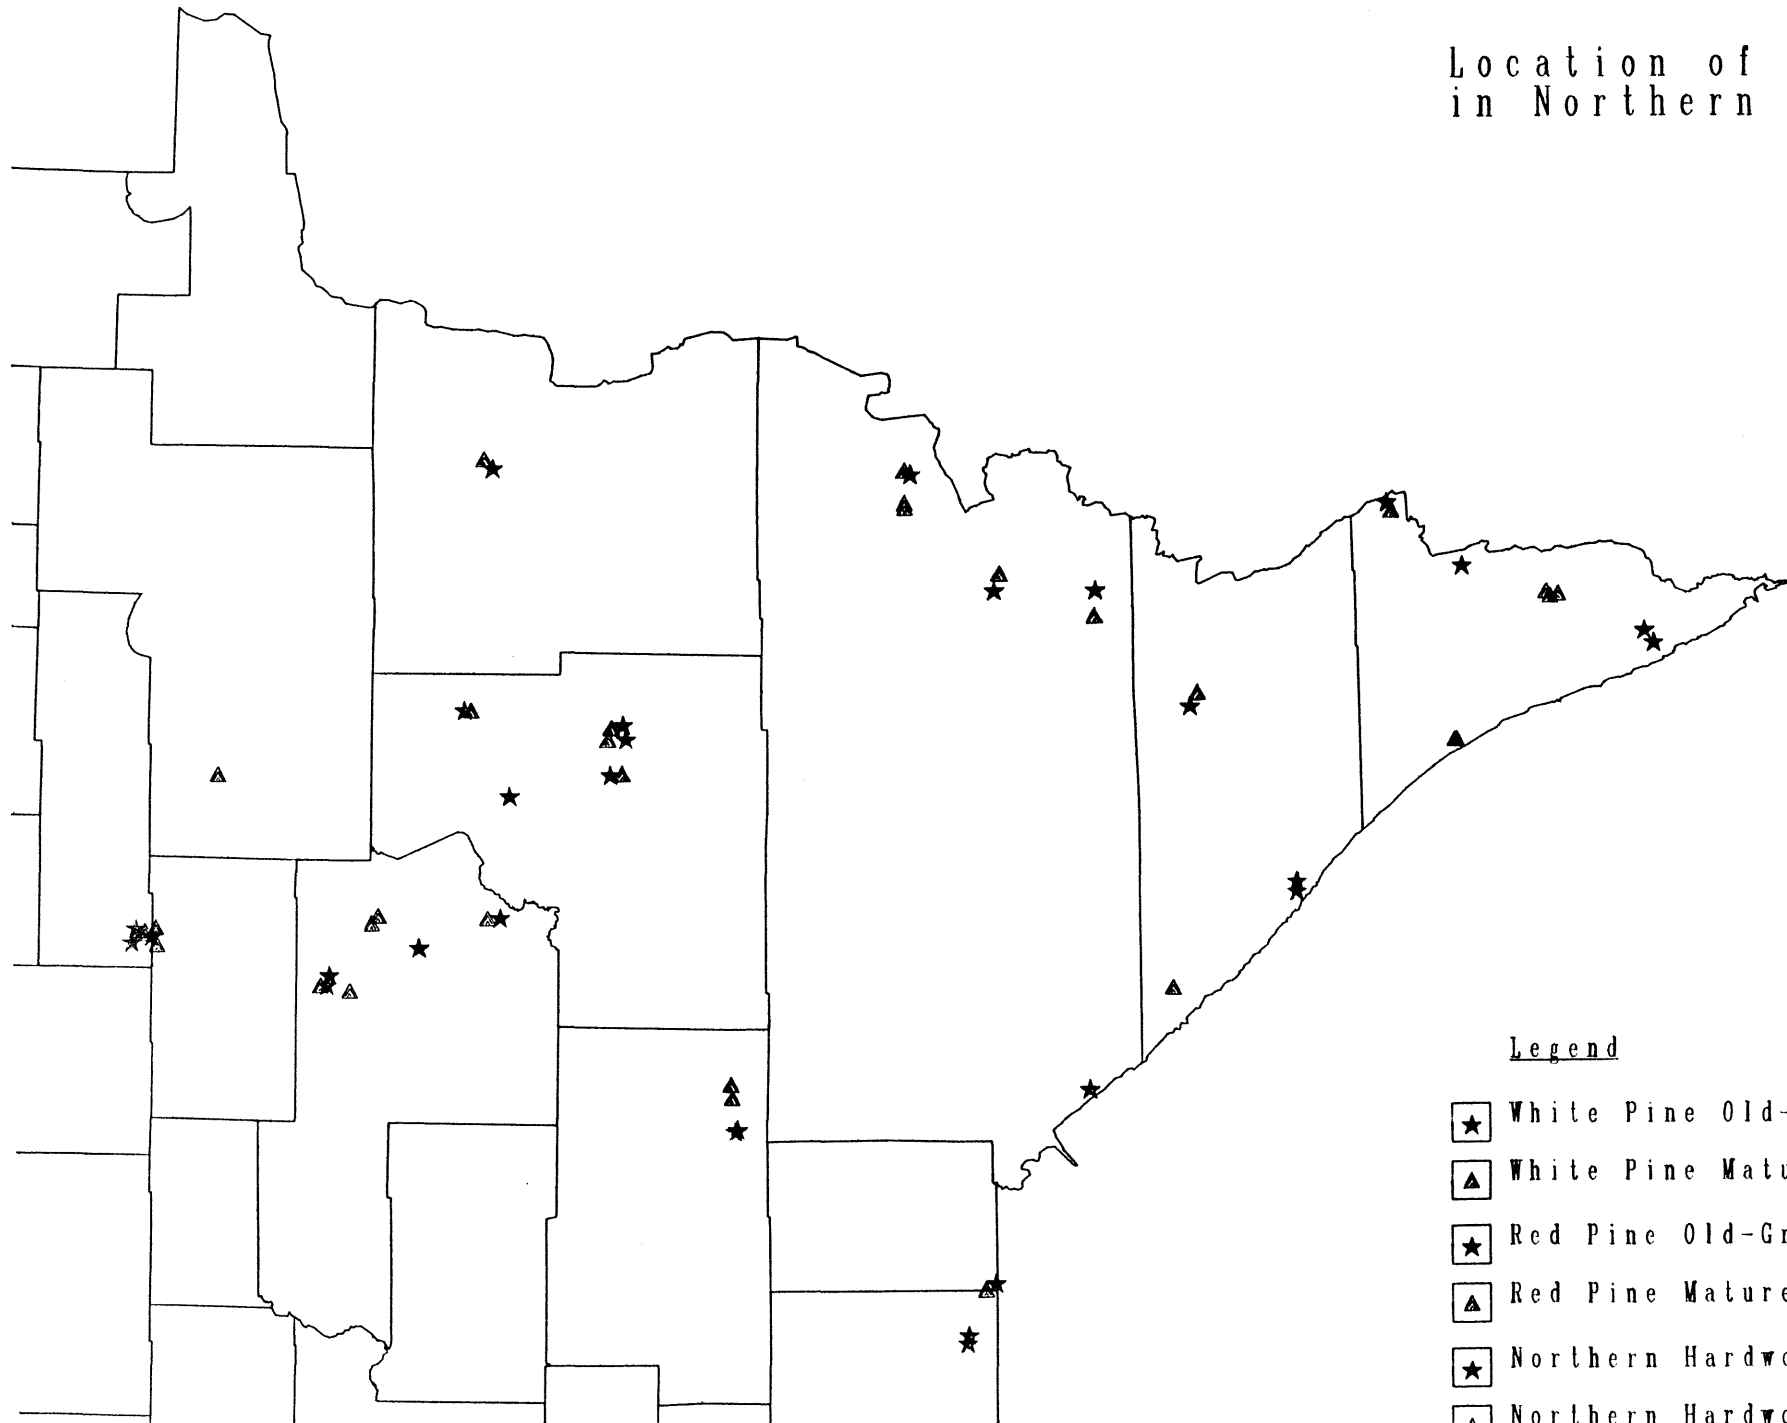 Location of
in Northern
Legend
White Pine Old-
White Pine Matu
Red Pine Old-Gr
Red Pine Mature
Northern Hardwo
Northern Hardwo